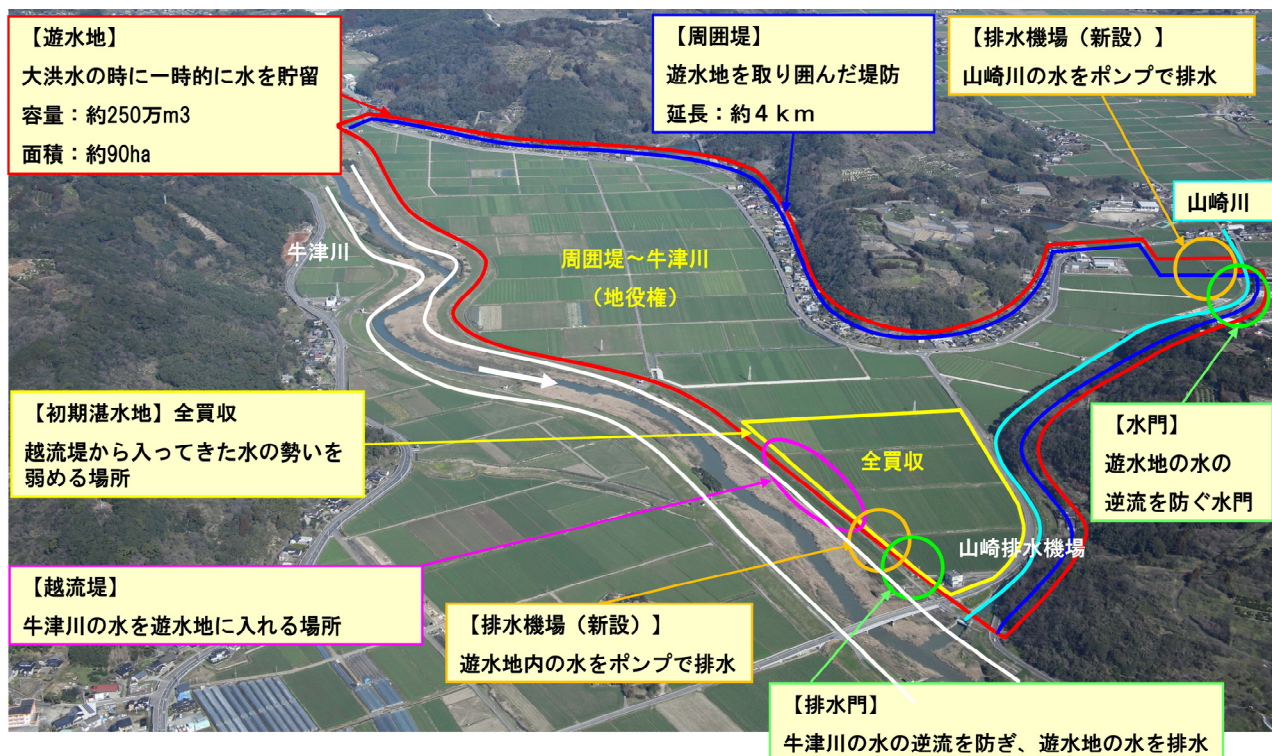 【遊水地】
大洪水の時に一時的に水を貯留
容量：約250万m3
面積：約90ha
【周囲堤】
遊水地を取り囲んだ堤防
延長：約４ｋｍ
【排水機場（新設）】
山崎川の水をポンプで排水
山崎川
牛津川
周囲堤～牛津川
（地役権）
【初期湛水地】全買収
越流堤から入ってきた水の勢いを
弱める場所
全買収
【水門】
遊水地の水の
逆流を防ぐ水門
山崎排水機場
【越流堤】
牛津川の水を遊水地に入れる場所
【排水機場（新設）】
遊水地内の水をポンプで排水
【排水門】
牛津川の水の逆流を防ぎ、遊水地の水を排水